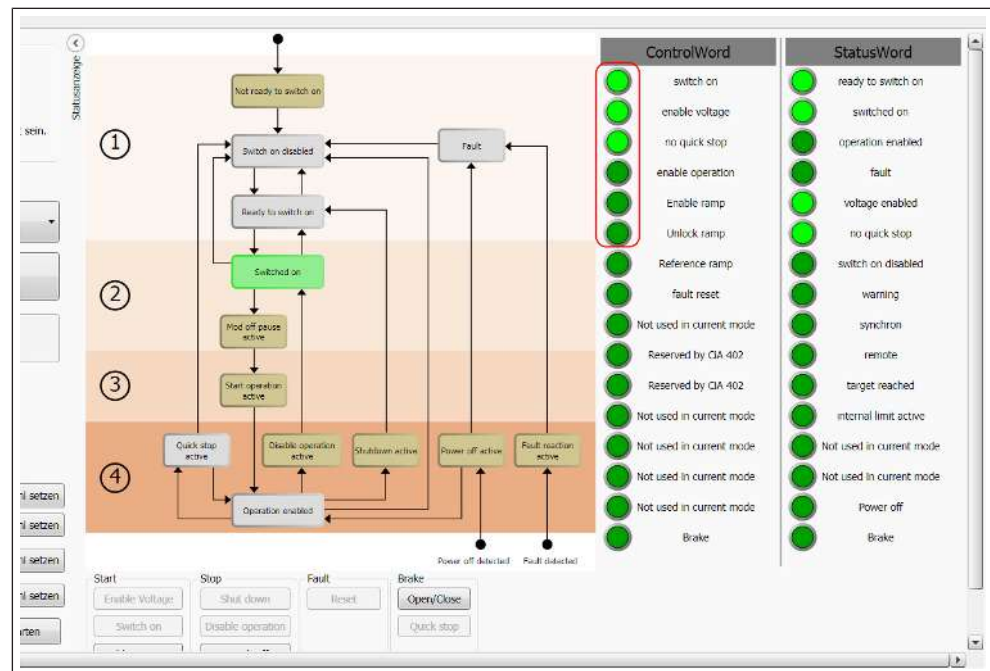 Statusanzeige
sein.
1
2
3
4
Not ready to switch on
Switch on disabled
Fault
Ready to switch on
Switched on
Mod off pause
active
Start operation
active
Quick stop
active
Disable operation
active
Shutdown active
Power off active
Fault reaction
active
Operation enabled
Power off detected
Fault detected
ControlWord
switch on
enable voltage
no quick stop
enable operation
Enable ramp
Unlock ramp
Reference ramp
fault reset
Not used in current mode
Reserved by CIA 402
Reserved by CIA 402
Not used in current mode
Not used in current mode
Not used in current mode
Not used in current mode
Brake
StatusWord
ready to switch on
switched on
operation enabled
fault
voltage enabled
no quick stop
switch on disabled
warning
synchron
remote
target reached
internal limit active
Not used in current mode
Not used in current mode
Power off
Brake
setzen
setzen
setzen
setzen
arten
Start
Enable Voltage
Switch on
Stop
Shut down
Disable operation
Fault
Reset
Brake
Open/Close
Quick stop